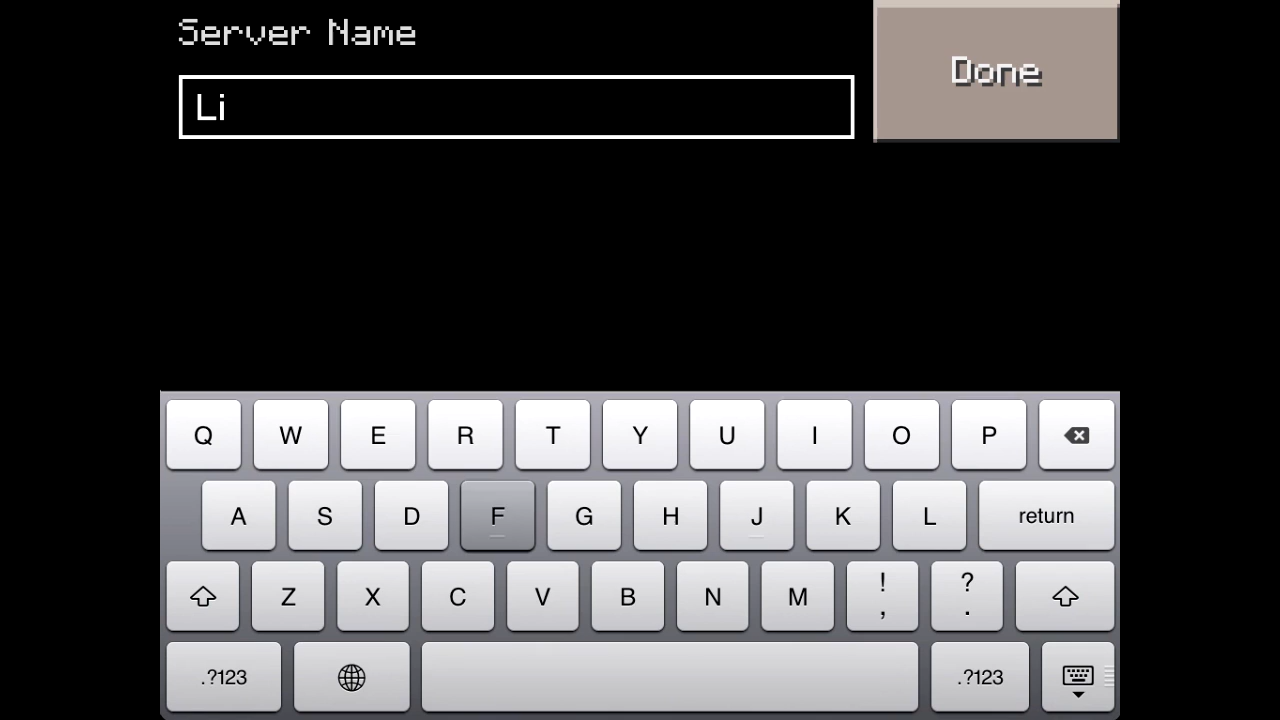 Server Name
Done
Li
Q W E R T Y U I O P
A S D F G H J K L return
Z X C V B N M ! , ? .
.?123 .?123